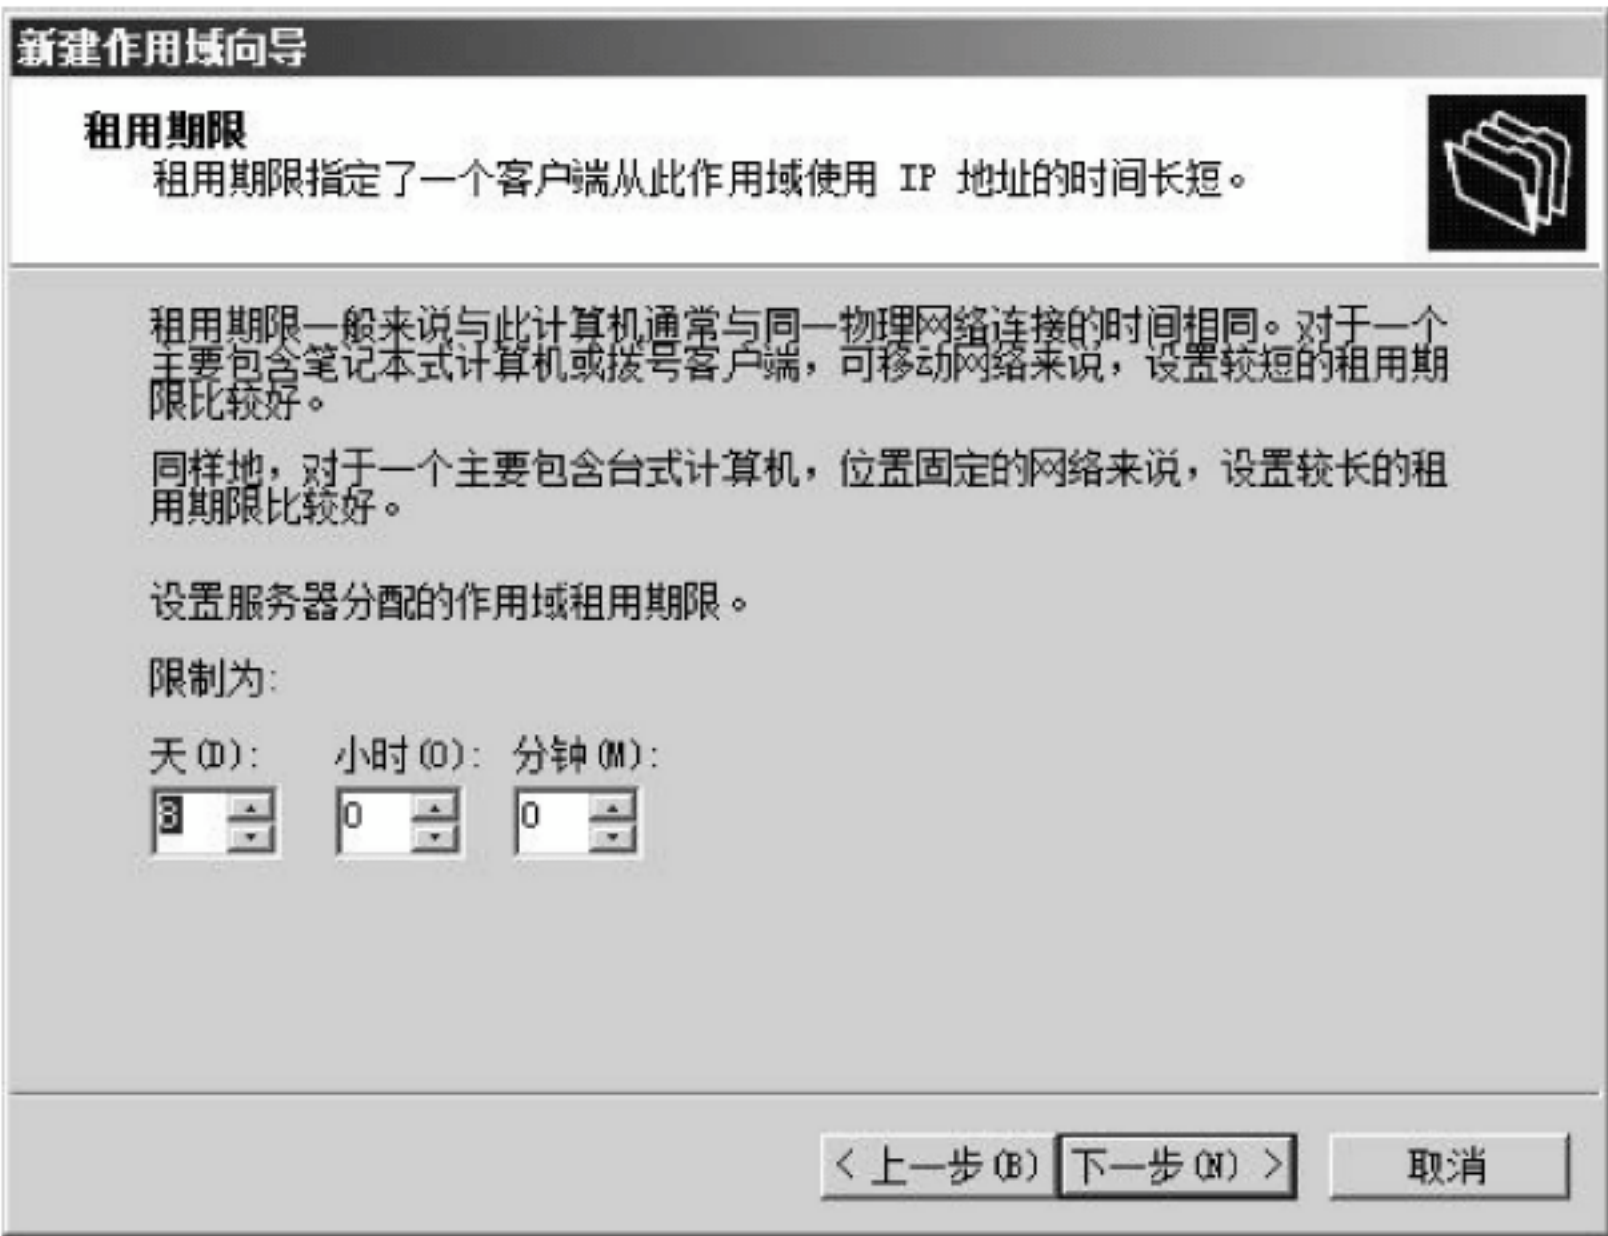 新建作用域向导
租用期限
租用期限指定了一个客户端从此作用域使用 IP 地址的时间长短。
租用期限一般来说与此计算机通常与同一物理网络连接的时间相同。对于一个
主要包含笔记本式计算机或拨号客户端，可移动网络来说，设置较短的租用期
限比较好。
同样地，对于一个主要包含台式计算机，位置固定的网络来说，设置较长的租
用期限比较好。
设置服务器分配的作用域租用期限。
限制为:
天(D): 小时(O): 分钟(M):
8 0 0
< 上一步(B) 下一步(N) > 取消